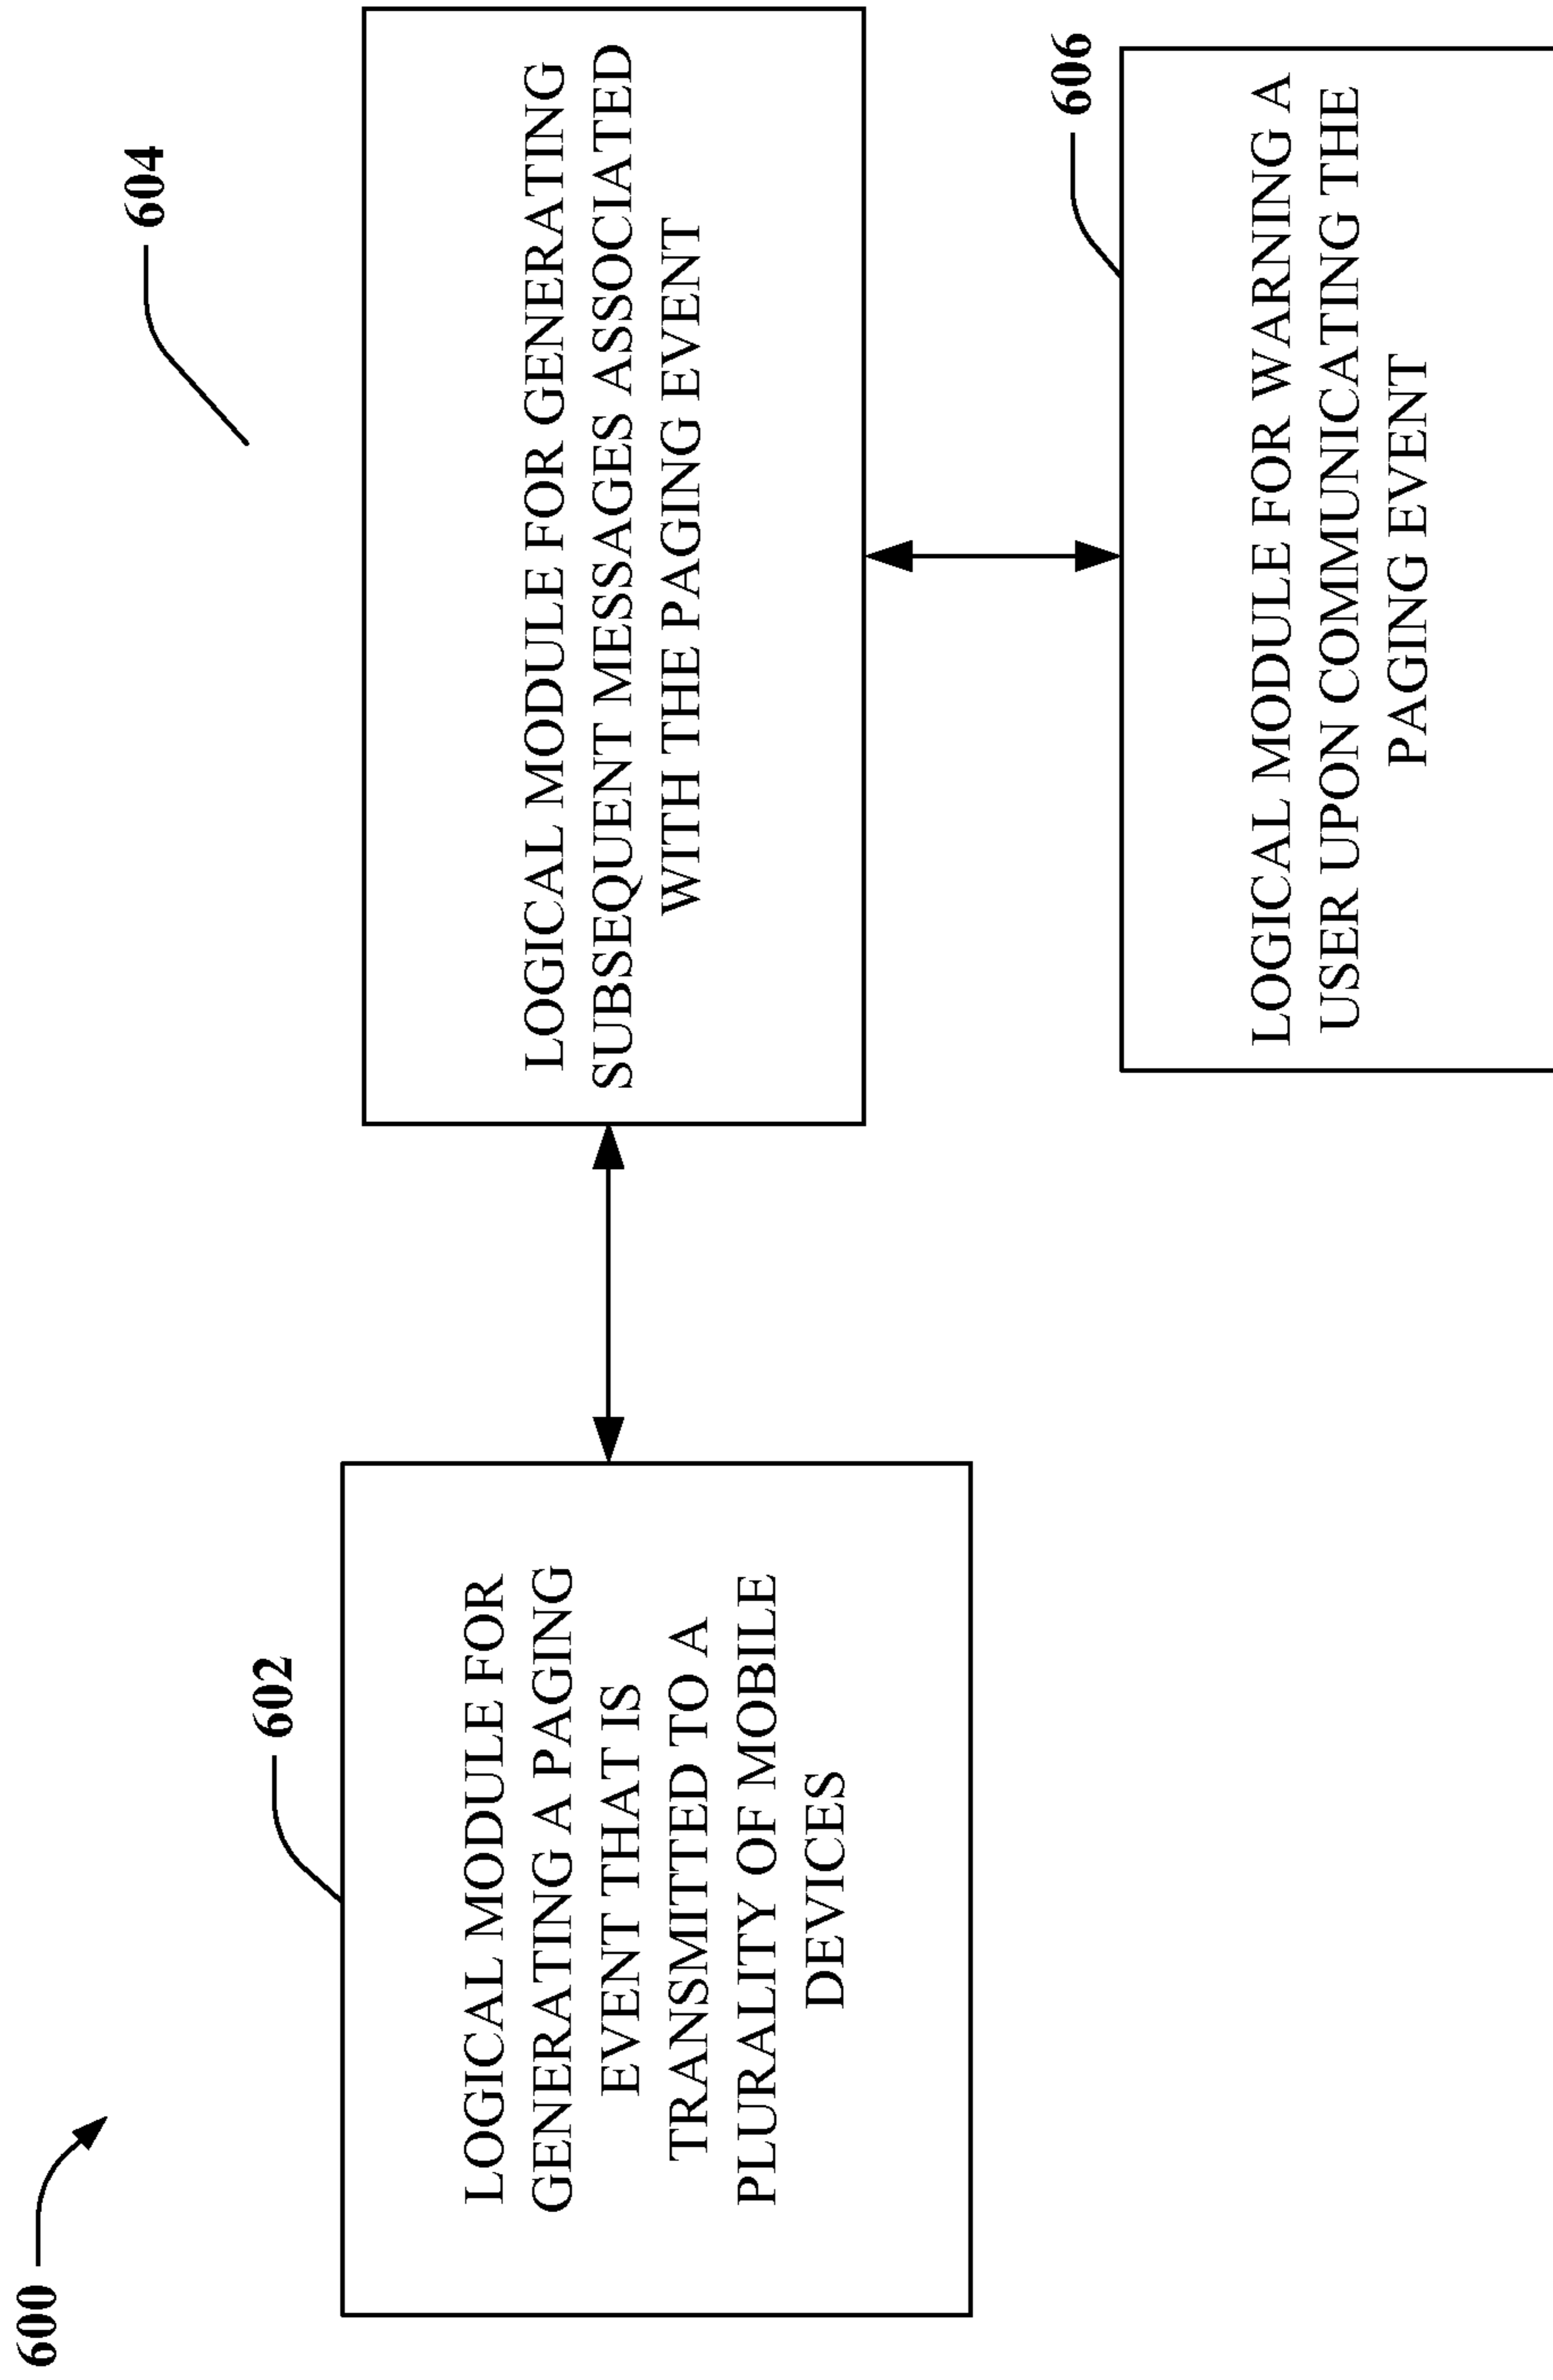 600
602
LOGICAL MODULE FOR
GENERATING A PAGING
EVENT THAT IS
TRANSMITTED TO A
PLURALITY OF MOBILE
DEVICES
604
LOGICAL MODULE FOR GENERATING
SUBSEQUENT MESSAGES ASSOCIATED
WITH THE PAGING EVENT
606
LOGICAL MODULE FOR WARNING A
USER UPON COMMUNICATING THE
PAGING EVENT